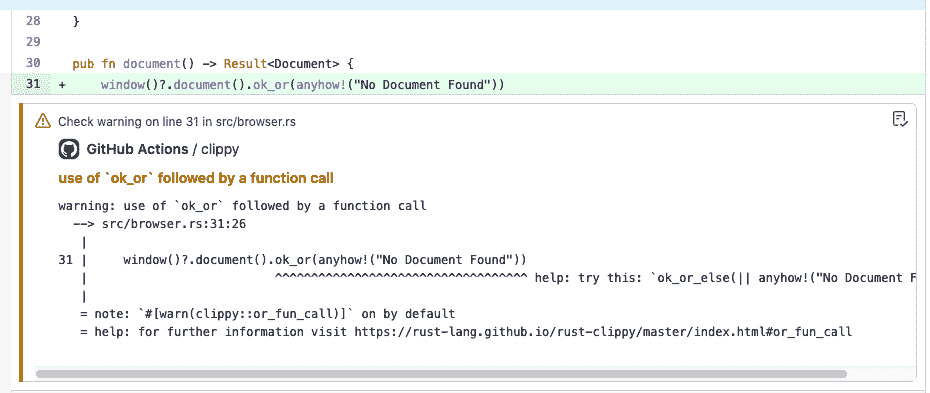 28 }
29
30 pub fn document() -> Result<Document> {
31 + window()?.document().ok_or(anyhow!("No Document Found"))
Check warning on line 31 in src/browser.rs
GitHub Actions / clippy
use of `ok_or` followed by a function call
warning: use of `ok_or` followed by a function call
--> src/browser.rs:31:26
|
31 | window()?.document().ok_or(anyhow!("No Document Found"))
| ^^^^^^^^^^^^^^^^^^^^^^^^^^^^^^^^^^^ help: try this: `ok_or_else(|| anyhow!("No Document F
|
= note: `#[warn(clippy::or_fun_call)]` on by default
= help: for further information visit https://rust-lang.github.io/rust-clippy/master/index.html#or_fun_call